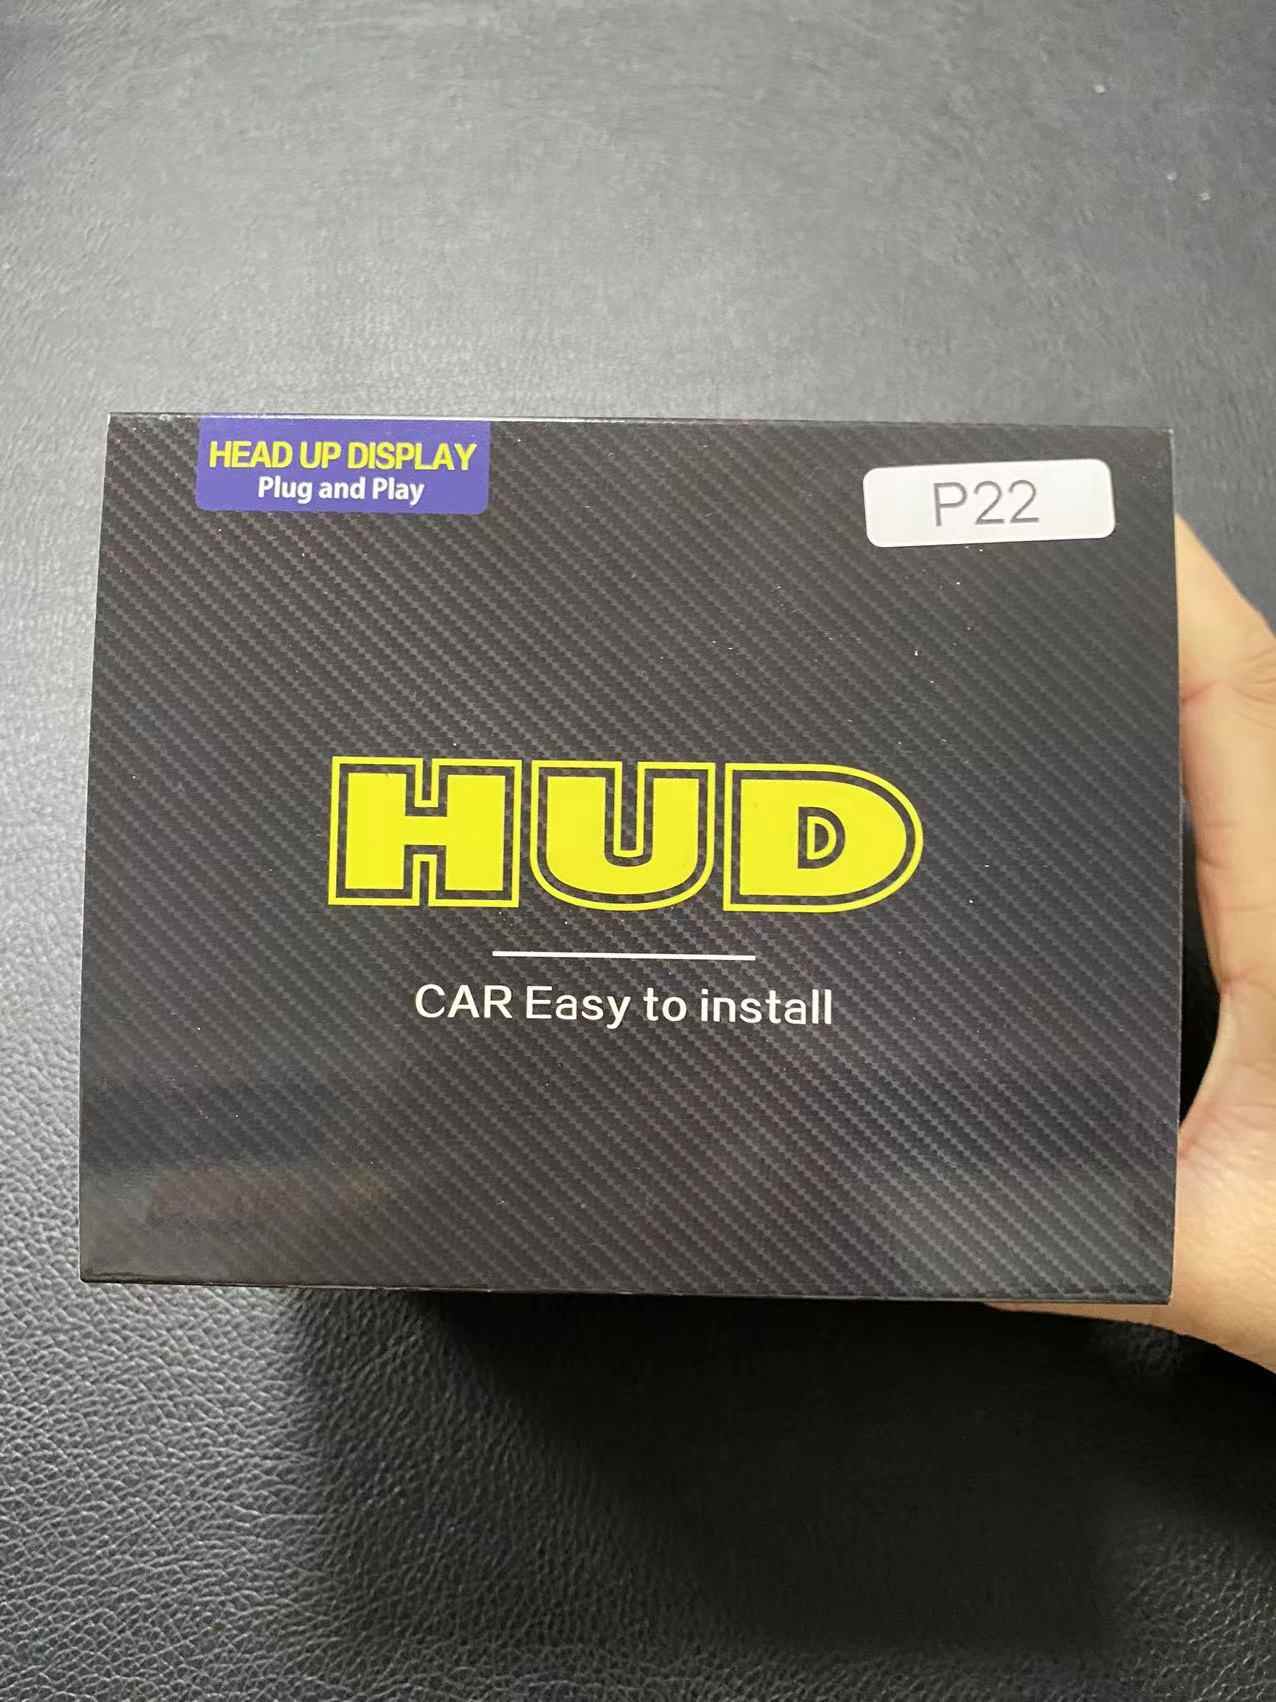 HEAD UP DISPLAY
Plug and Play
P22
HUD
CAR Easy to install